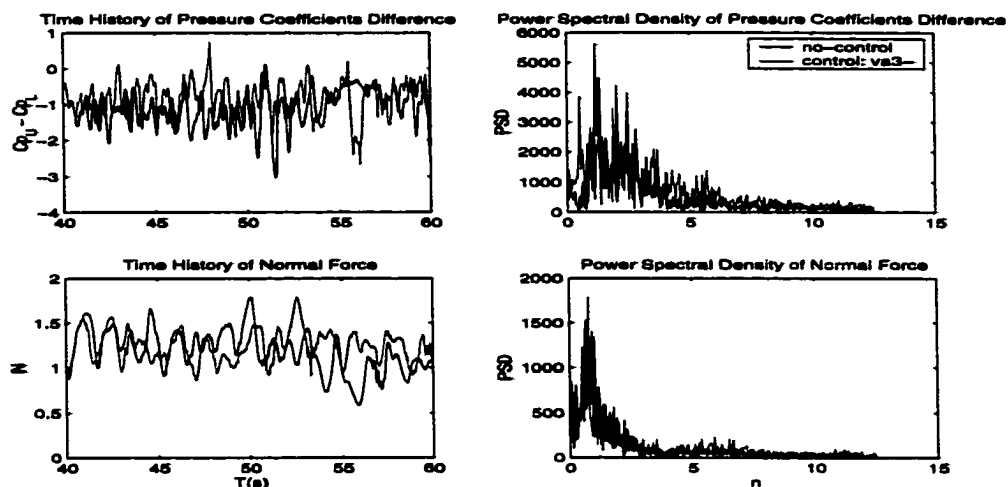 Time History of Pressure Coefficients Difference
1
0
-1
-2
-3
-4
Cp_U - Cp_L
40 45 50 55 60
Power Spectral Density of Pressure Coefficients Difference
6000
5000
4000
3000
2000
1000
0
PSD
no-control
control: va3-
0 5 10 15
Time History of Normal Force
2
1.5
1
0.5
0
N
40 45 50 55 60
T(s)
Power Spectral Density of Normal Force
2000
1500
1000
500
0
PSD
0 5 10 15
n